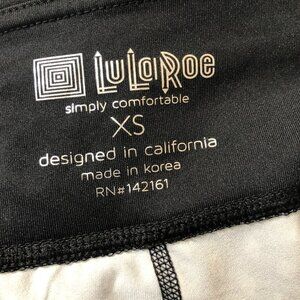 LuLaRoe
simply comfortable
XS
designed in california
made in korea
RN#142161